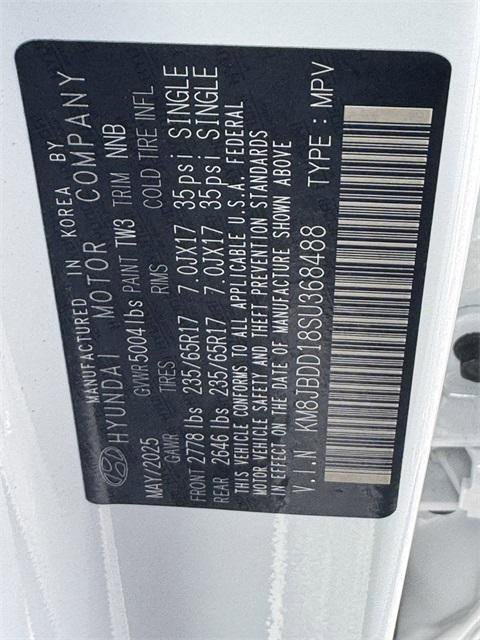 MANUFACTURED IN KOREA BY
HYUNDAI MOTOR COMPANY
MAY/2025 GVWR 5004 lbs PAINT TW3 TRIM NNB
GAWR TIRES RIMS COLD TIRE INFL
FRONT 2778 lbs 235/65R17 7.0JX17 35psi SINGLE
REAR 2646 lbs 235/65R17 7.0JX17 35psi SINGLE
THIS VEHICLE CONFORMS TO ALL APPLICABLE U.S.A. FEDERAL
MOTOR VEHICLE SAFETY AND THEFT PREVENTION STANDARDS
IN EFFECT ON THE DATE OF MANUFACTURE SHOWN ABOVE
V.I.N KM8JBDD18SU368488 TYPE : MPV